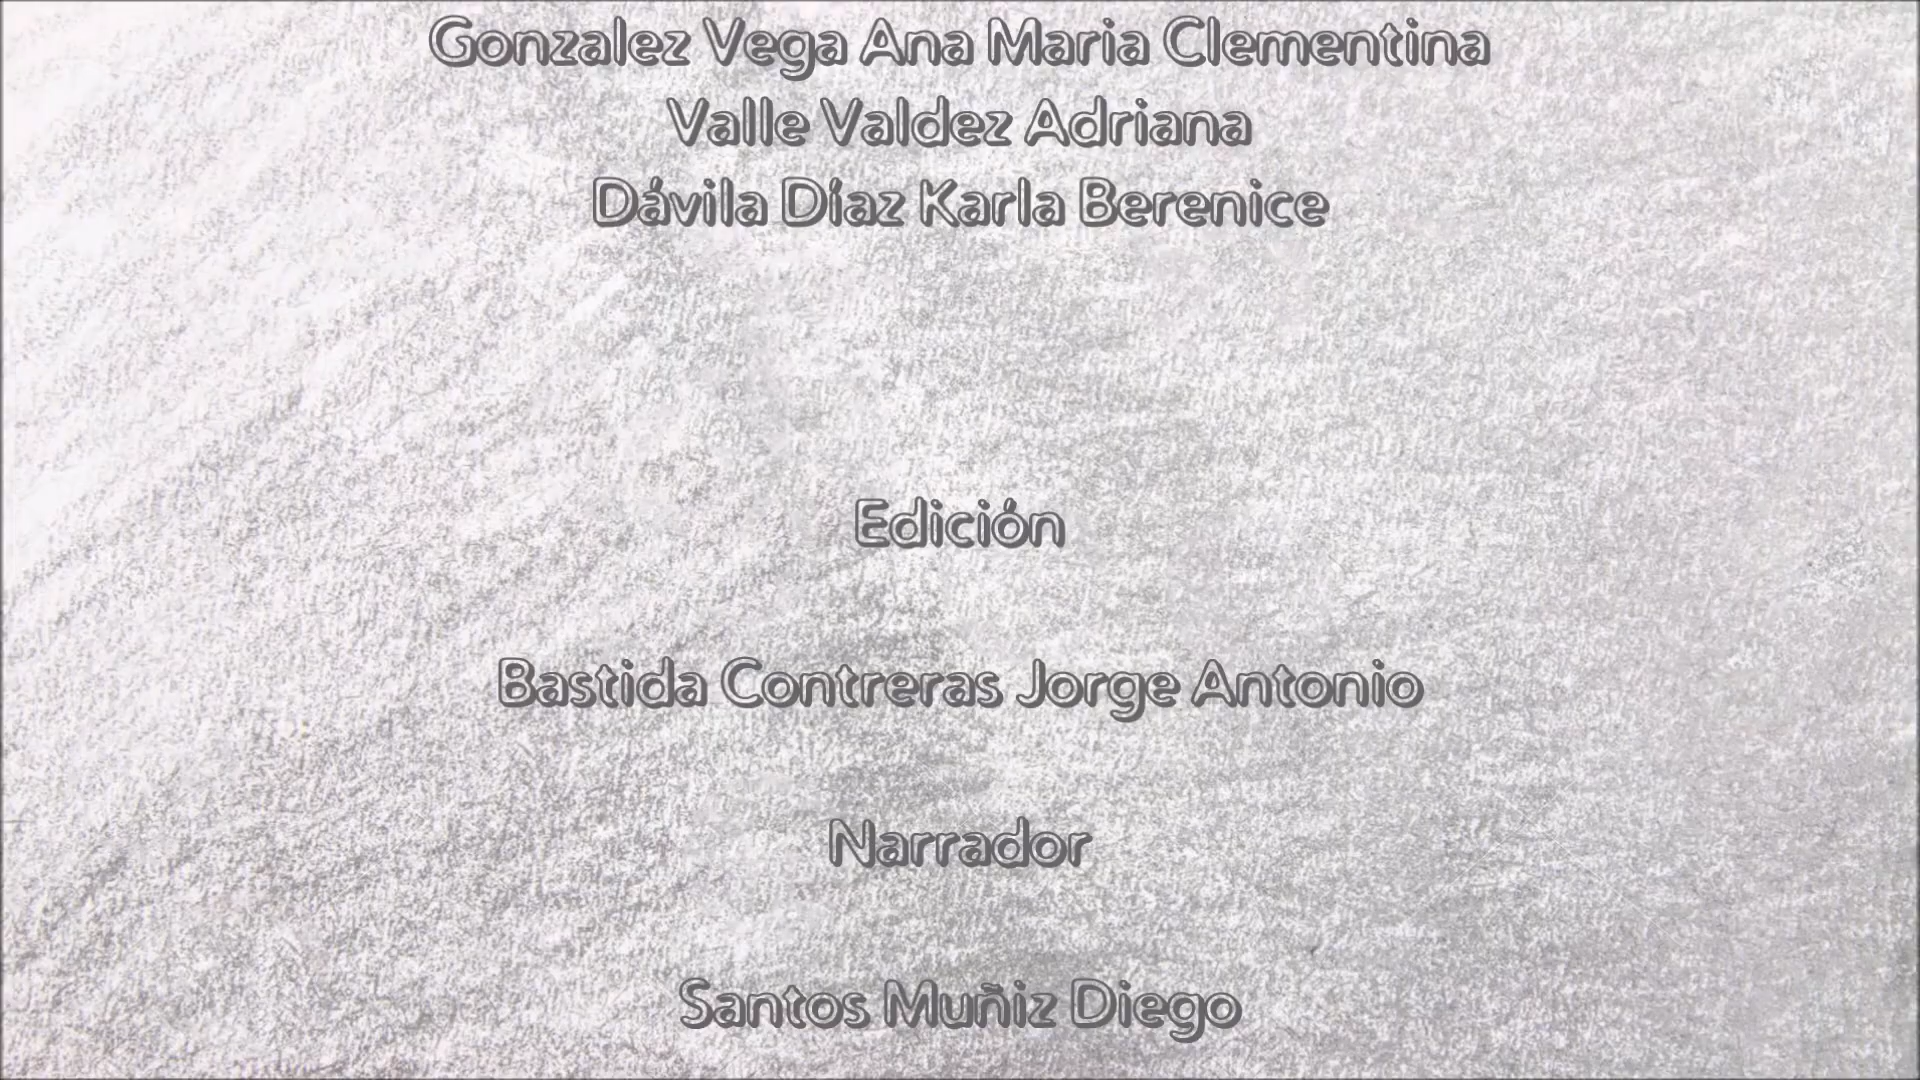 Gonzalez Vega Ana Maria Clementina
Valle Valdez Adriana
Dávila Díaz Karla Berenice
Edición
Bastida Contreras Jorge Antonio
Narrador
Santos Muñiz Diego